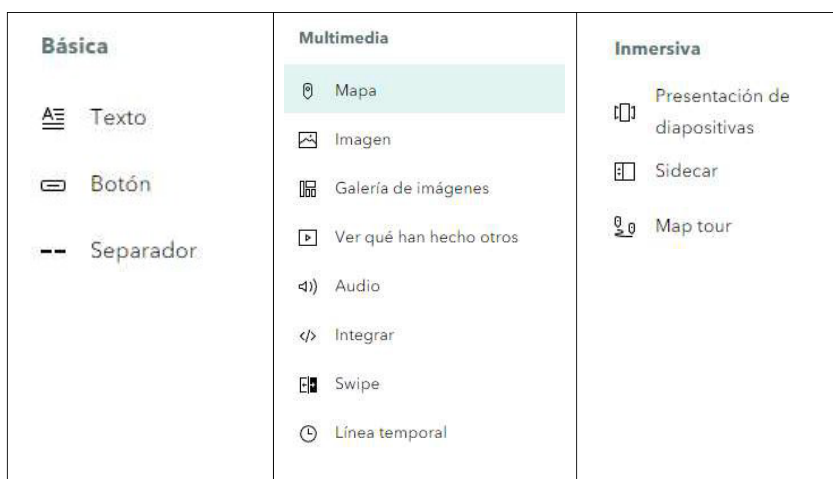 Básica
Texto
Botón
Separador
Multimedia
Mapa
Imagen
Galería de imágenes
Ver qué han hecho otros
Audio
Integrar
Swipe
Línea temporal
Inmersiva
Presentación de
diapositivas
Sidecar
Map tour